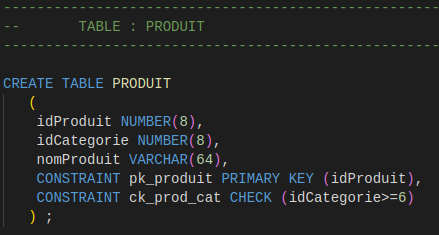 -----------------------------------------------------
--       TABLE : PRODUIT
-----------------------------------------------------
CREATE TABLE PRODUIT
   (
    idProduit NUMBER(8),
    idCategorie NUMBER(8),
    nomProduit VARCHAR(64),
    CONSTRAINT pk_produit PRIMARY KEY (idProduit),
    CONSTRAINT ck_prod_cat CHECK (idCategorie>=6)
   ) ;